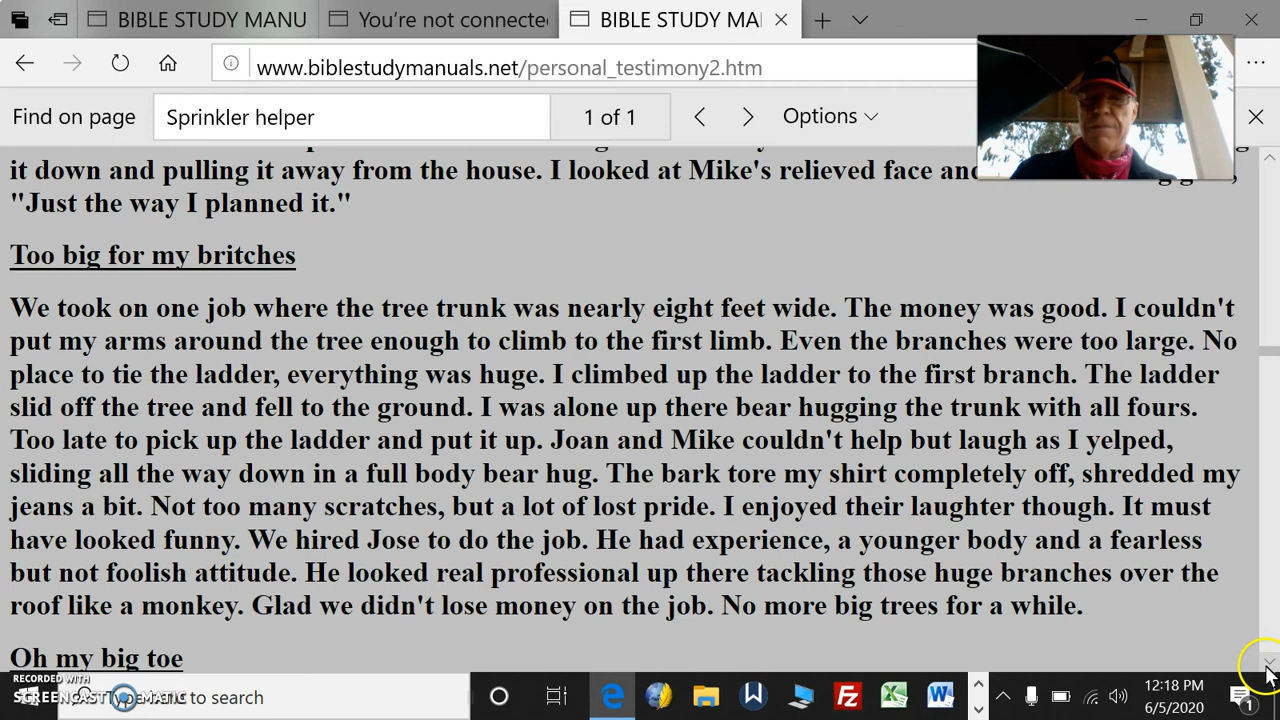 BIBLE STUDY MANU
You're not connecte
BIBLE STUDY MA
www.biblestudymanuals.net/personal_testimony2.htm
Find on page
Sprinkler helper
1 of 1
Options
it down and pulling it away from the house. I looked at Mike's relieved face and
"Just the way I planned it."
Too big for my britches
We took on one job where the tree trunk was nearly eight feet wide. The money was good. I couldn't
put my arms around the tree enough to climb to the first limb. Even the branches were too large. No
place to tie the ladder, everything was huge. I climbed up the ladder to the first branch. The ladder
slid off the tree and fell to the ground. I was alone up there bear hugging the trunk with all fours.
Too late to pick up the ladder and put it up. Joan and Mike couldn't help but laugh as I yelped,
sliding all the way down in a full body bear hug. The bark tore my shirt completely off, shredded my
jeans a bit. Not too many scratches, but a lot of lost pride. I enjoyed their laughter though. It must
have looked funny. We hired Jose to do the job. He had experience, a younger body and a fearless
but not foolish attitude. He looked real professional up there tackling those huge branches over the
roof like a monkey. Glad we didn't lose money on the job. No more big trees for a while.
Oh my big toe
RECORDED WITH
SCREENCAST MATIC
to search
12:18 PM
6/5/2020
1